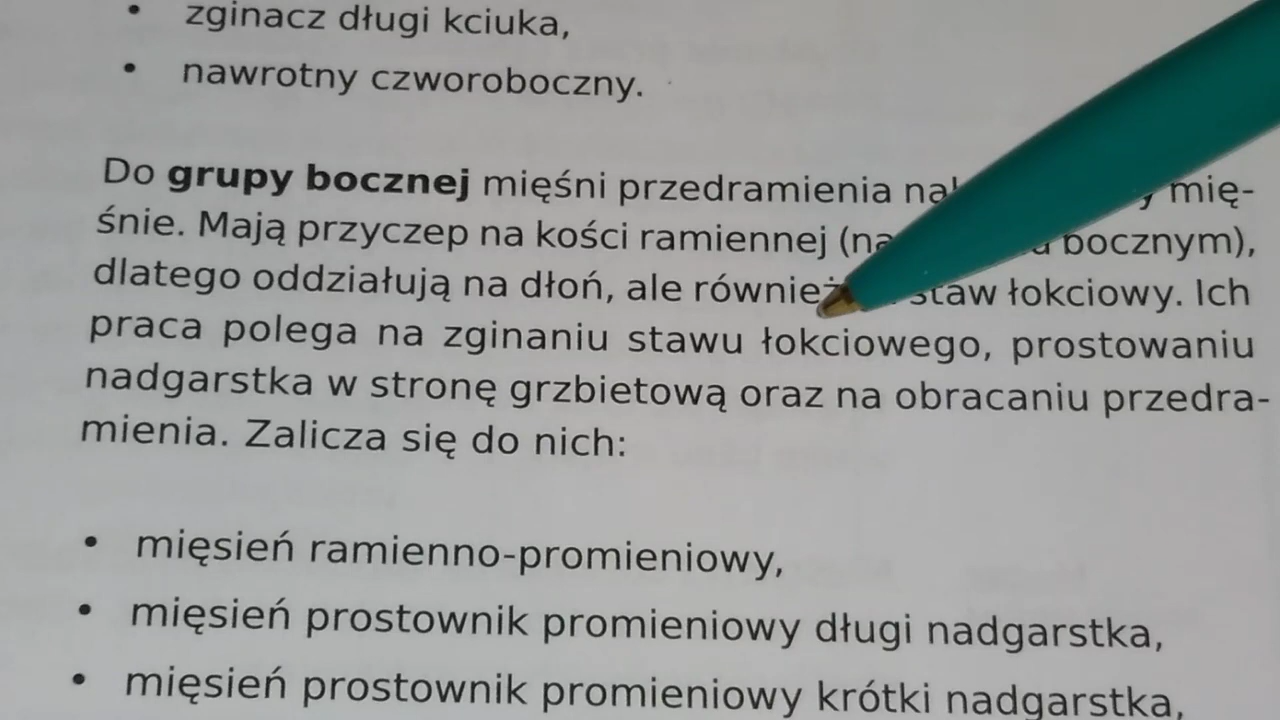 • zginacz długi kciuka,
• nawrotny czworoboczny.
Do grupy bocznej mięśni przedramienia mię-
śnie. Mają przyczep na kości ramiennej bocznym),
dlatego oddziałują na dłoń, ale również staw łokciowy. Ich
praca polega na zginaniu stawu łokciowego, prostowaniu
nadgarstka w stronę grzbietową oraz na obracaniu przedra-
mienia. Zalicza się do nich:
• mięsień ramienno-promieniowy,
• mięsień prostownik promieniowy długi nadgarstka,
• mięsień prostownik promieniowy krótki nadgarstka,